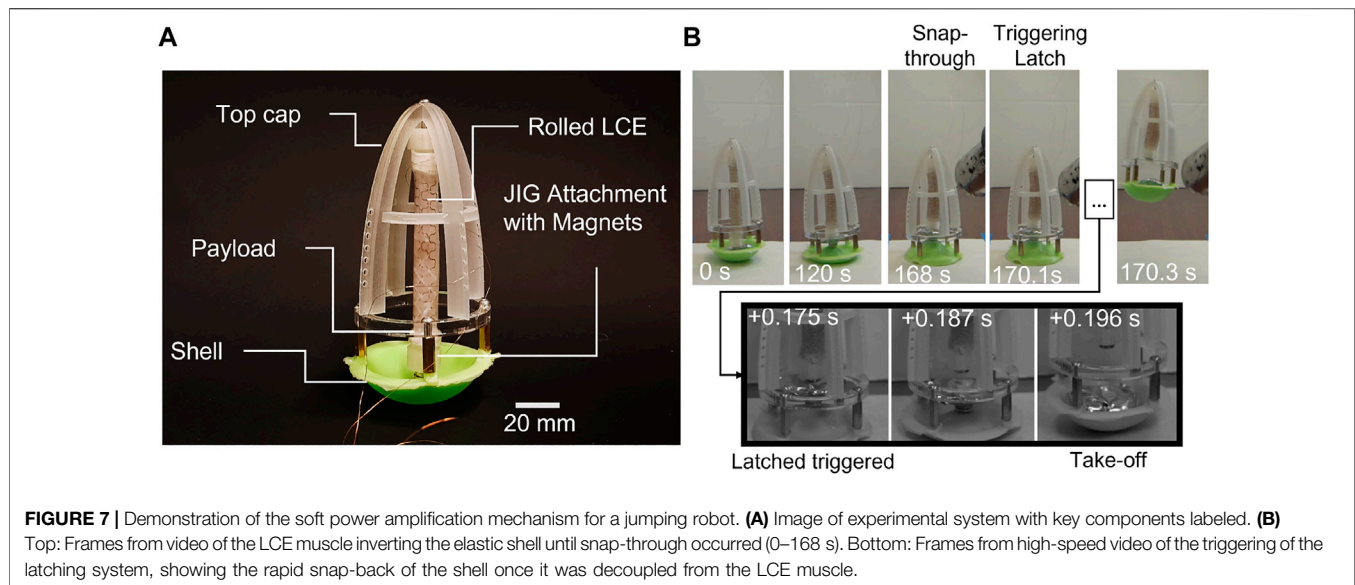 A
Top cap
Rolled LCE
JIG Attachment
with Magnets
Payload
Shell
20 mm
B
Snap-
through
Triggering
Latch
0 s
120 s
168 s
170.1s
...
170.3 s
+0.175 s
+0.187 s
+0.196 s
Latched triggered
Take-off
FIGURE 7 | Demonstration of the soft power amplification mechanism for a jumping robot. (A) Image of experimental system with key components labeled. (B)
Top: Frames from video of the LCE muscle inverting the elastic shell until snap-through occurred (0–168 s). Bottom: Frames from high-speed video of the triggering of the
latching system, showing the rapid snap-back of the shell once it was decoupled from the LCE muscle.